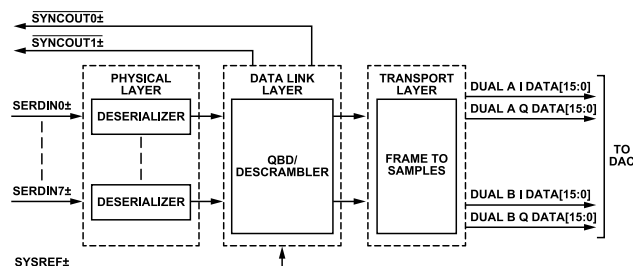 SYNCOUT0±
SYNCOUT1±
PHYSICAL
LAYER
DATA LINK
LAYER
TRANSPORT
LAYER
SERDIN0±
DESERIALIZER
SERDIN7±
DESERIALIZER
QBD/
DESCRAMBLER
FRAME TO
SAMPLES
DUAL A I DATA[15:0]
DUAL A Q DATA[15:0]
DUAL B I DATA[15:0]
DUAL B Q DATA[15:0]
TO
DAC
SYSREF±